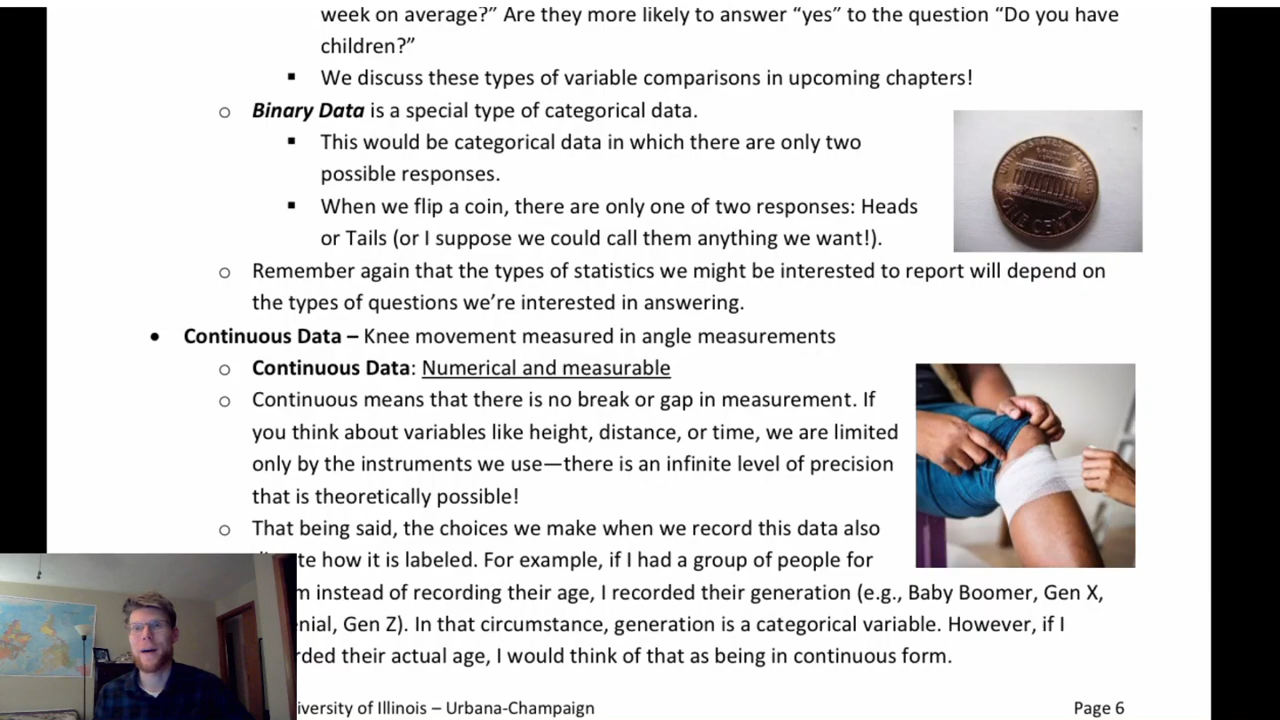 week on average?” Are they more likely to answer “yes” to the question “Do you have
children?”
▪ We discuss these types of variable comparisons in upcoming chapters!
o Binary Data is a special type of categorical data.
▪ This would be categorical data in which there are only two
possible responses.
▪ When we flip a coin, there are only one of two responses: Heads
or Tails (or I suppose we could call them anything we want!).
o Remember again that the types of statistics we might be interested to report will depend on
the types of questions we’re interested in answering.
• Continuous Data – Knee movement measured in angle measurements
o Continuous Data: Numerical and measurable
o Continuous means that there is no break or gap in measurement. If
you think about variables like height, distance, or time, we are limited
only by the instruments we use—there is an infinite level of precision
that is theoretically possible!
o That being said, the choices we make when we record this data also
te how it is labeled. For example, if I had a group of people for
m instead of recording their age, I recorded their generation (e.g., Baby Boomer, Gen X,
nial, Gen Z). In that circumstance, generation is a categorical variable. However, if I
ded their actual age, I would think of that as being in continuous form.
iversity of Illinois – Urbana-Champaign
Page 6
UNITED STATES OF AMERICA
ONE CENT